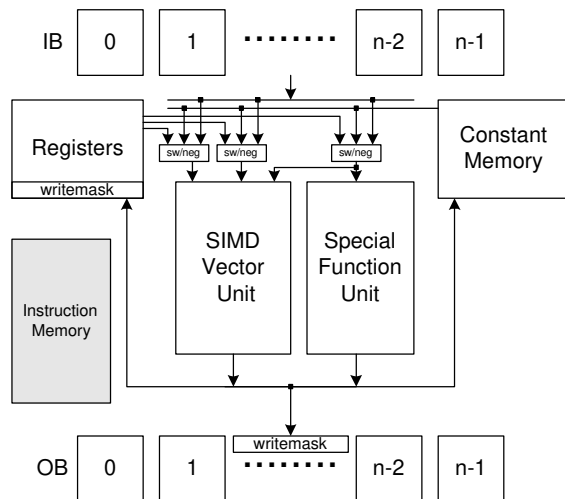 IB 0 1 ········ n-2 n-1
Registers
writemask
sw/neg sw/neg sw/neg
Constant
Memory
SIMD
Vector
Unit
Special
Function
Unit
Instruction
Memory
writemask
OB 0 1 ········ n-2 n-1